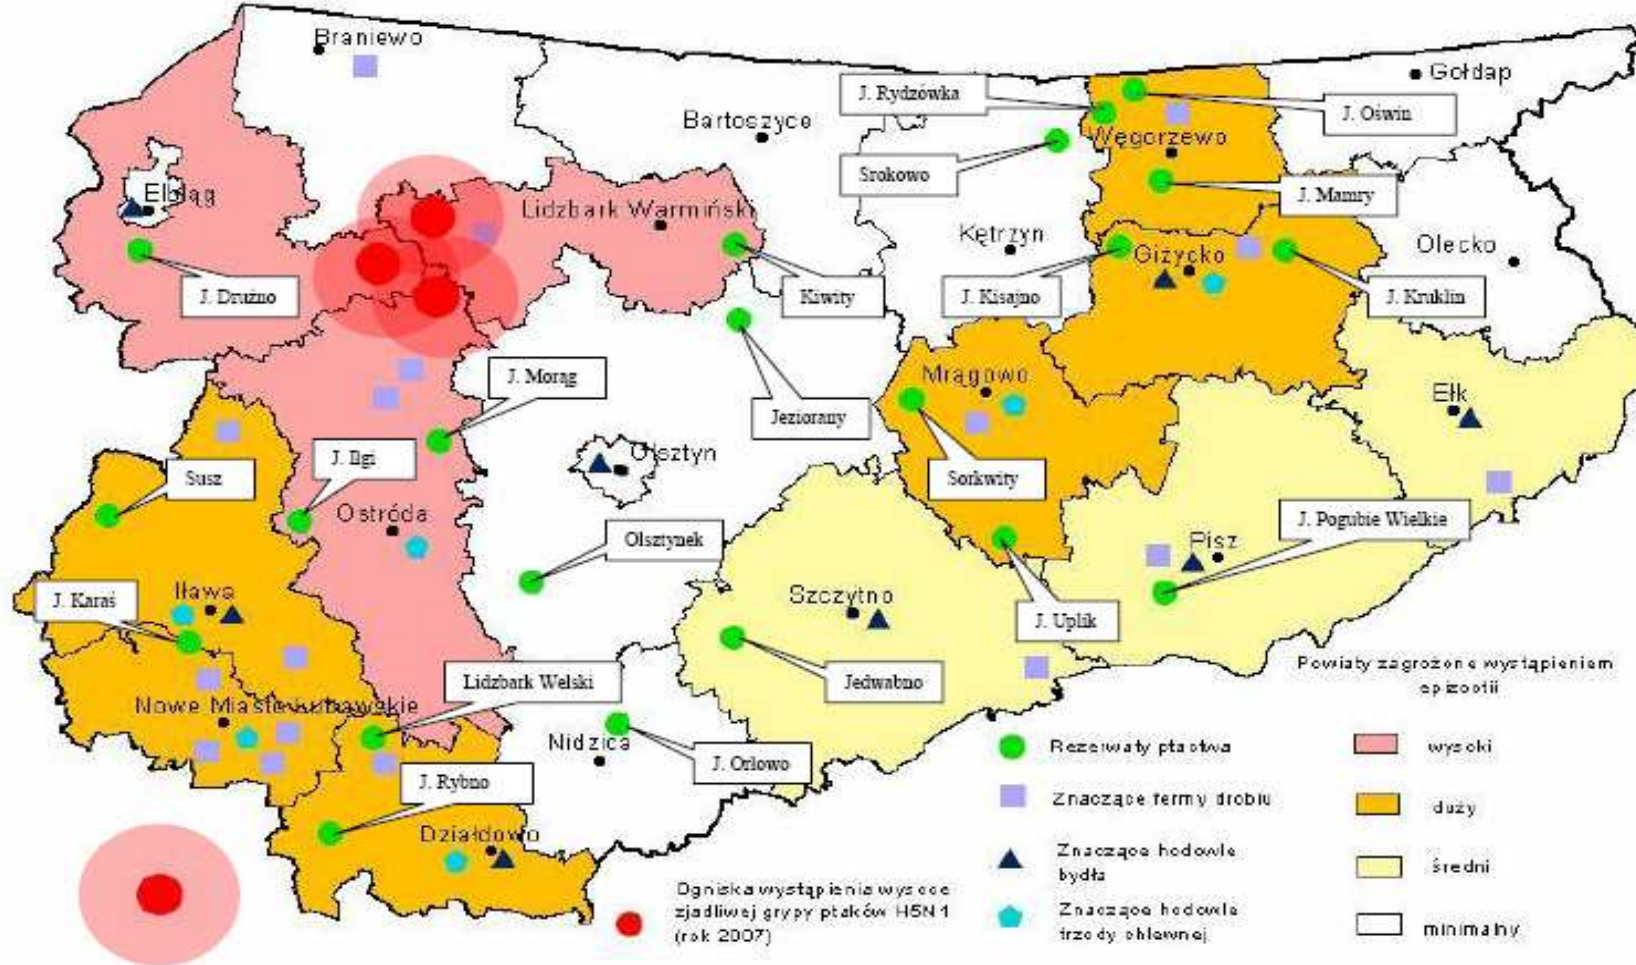 Braniewo
Gołdap
J. Rydzówka
J. Oświn
Bartoszyce
Węgorzewo
Srokowo
J. Mamry
Elbląg
Lidzbark Warmiński
Kętrzyn
Giżycko
Olecko
J. Drużno
Kiwity
J. Kisajno
J. Kruklin
J. Morąg
Mrągowo
Ełk
Jeziorany
J. Ilgi
Olsztyn
Susz
Sorkwity
Ostróda
J. Pogubie Wielkie
Olsztynek
Pisz
J. Karaś
Iława
Szczytno
J. Uplik
Lidzbark Welski
Jedwabno
Powiaty zagrożone wystąpieniem
epizootii
Nowe Miasto Lubawskie
Nidzica
J. Orłowo
Rezerwaty ptactwa
wysoki
J. Rybno
Znaczące fermy drobiu
duży
Działdowo
Znaczące hodowle
bydła
średni
Ogniska wystąpienia wysoce
zjadliwej grypy ptaków H5N1
(rok 2007)
Znaczące hodowle
trzody chlewnej
minimalny